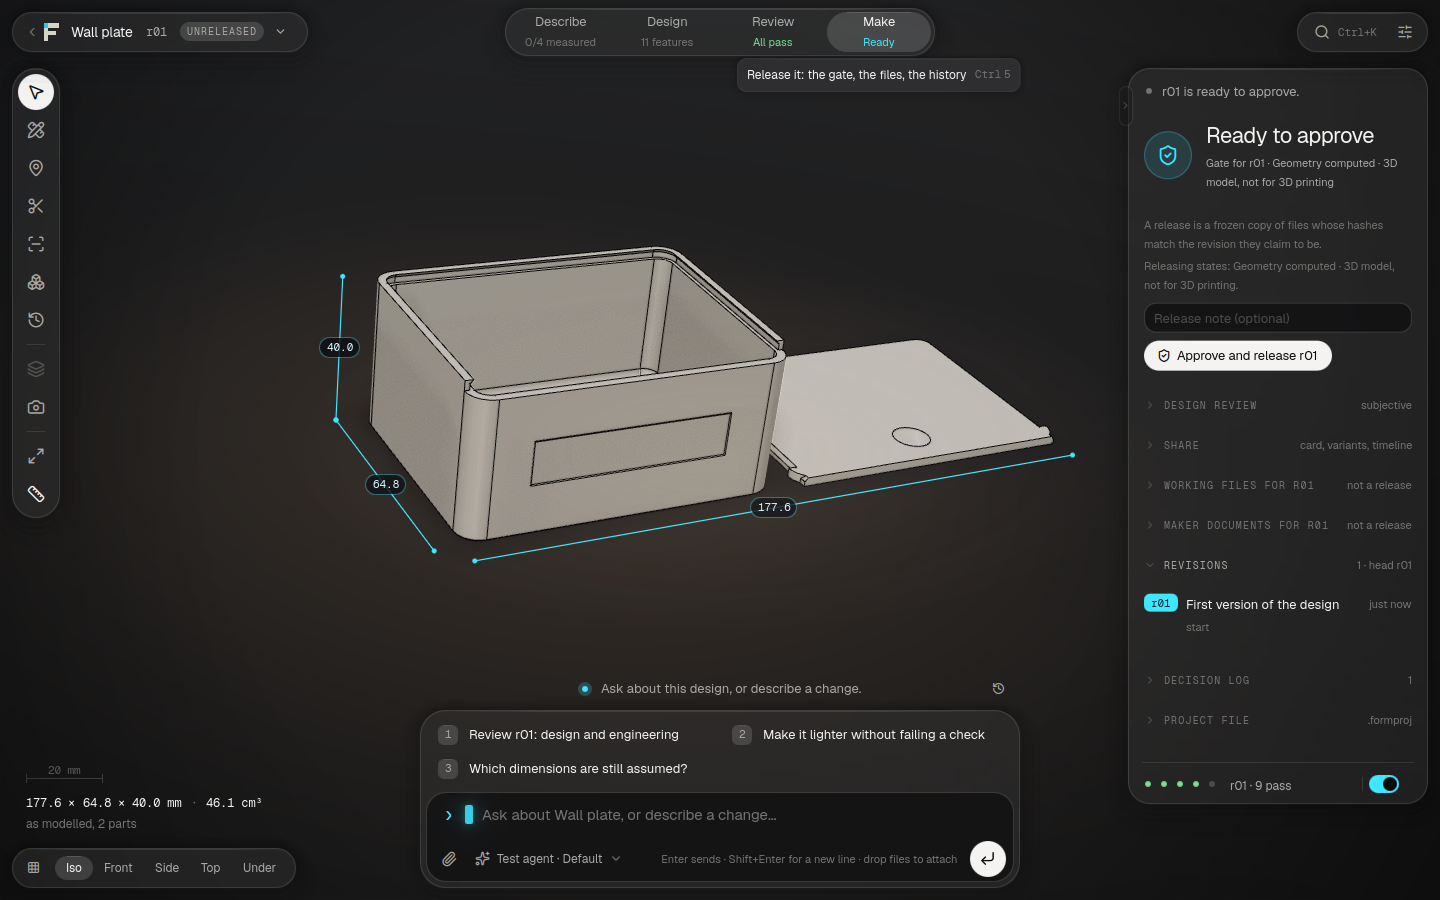 Wall plate r01 UNRELEASED
Describe
0/4 measured
Design
11 features
Review
All pass
Make
Ready
Ctrl+K
Release it: the gate, the files, the history Ctrl 5
r01 is ready to approve.
Ready to approve
Gate for r01 · Geometry computed · 3D
model, not for 3D printing
A release is a frozen copy of files whose hashes
match the revision they claim to be.
Releasing states: Geometry computed · 3D model,
not for 3D printing.
Release note (optional)
Approve and release r01
DESIGN REVIEW subjective
SHARE card, variants, timeline
WORKING FILES FOR R01 not a release
MAKER DOCUMENTS FOR R01 not a release
REVISIONS 1 · head r01
r01 First version of the design just now
start
DECISION LOG 1
PROJECT FILE .formproj
r01 · 9 pass
40.0
64.8
177.6
Ask about this design, or describe a change.
1 Review r01: design and engineering
2 Make it lighter without failing a check
3 Which dimensions are still assumed?
Ask about Wall plate, or describe a change...
Test agent · Default
Enter sends · Shift+Enter for a new line · drop files to attach
20 mm
177.6 × 64.8 × 40.0 mm · 46.1 cm³
as modelled, 2 parts
Iso Front Side Top Under